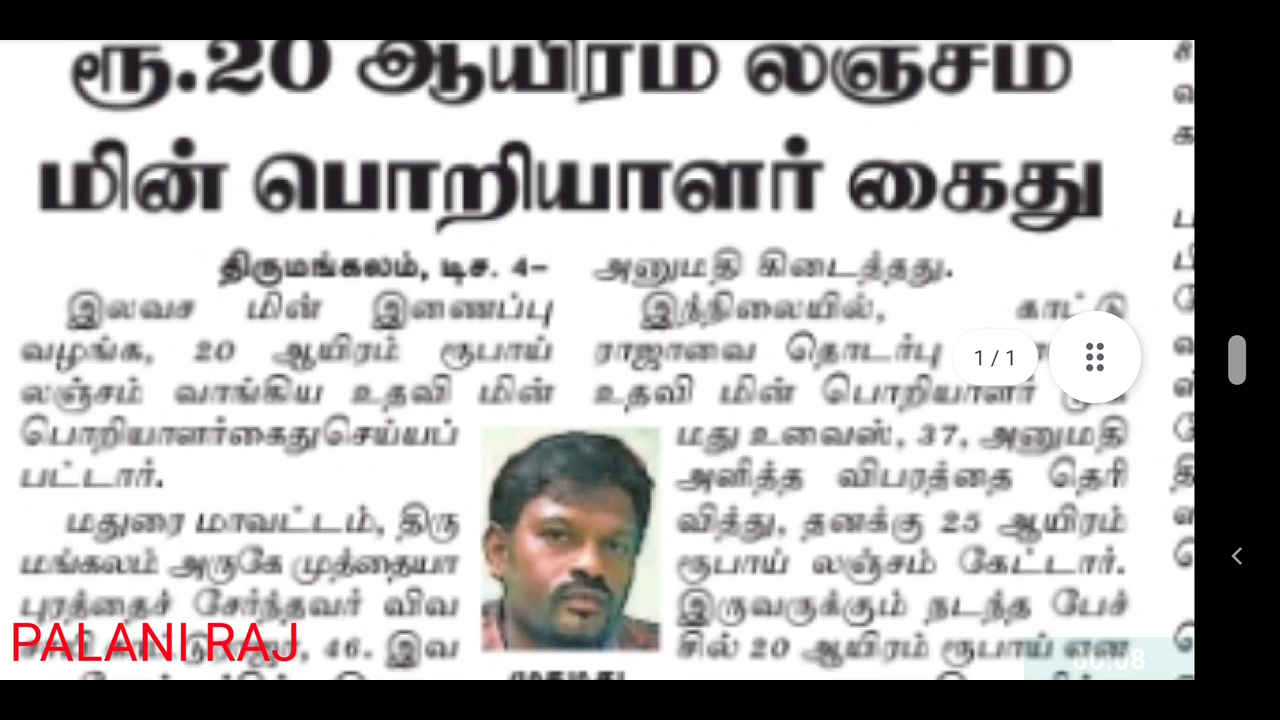 ரூ.20 ஆயிரம் லஞ்சம்
மின் பொறியாளர் கைது
திருமங்கலம், டிச. 4–
இலவச மின் இணைப்பு
வழங்க, 20 ஆயிரம் ரூபாய்
லஞ்சம் வாங்கிய உதவி மின்
பொறியாளர்கைதுசெய்யப்
பட்டார்.
மதுரை மாவட்டம், திரு
மங்கலம் அருகே முத்தையா
புரத்தைச் சேர்ந்தவர் விவ
46. இவ
அனுமதி கிடைத்தது.
இந்நிலையில், காட்டு
ராஜாவை தொடர்பு
உதவி மின் பொறியாளர்
மது உவைஸ், 37, அனுமதி
அளித்த விபரத்தை தெரி
வித்து, தனக்கு 25 ஆயிரம்
ரூபாய் லஞ்சம் கேட்டார்.
இருவருக்கும் நடந்த பேச்
சில் 20 ஆயிரம் ரூபாய் என
1 / 1
PALANI RAJ
00:08